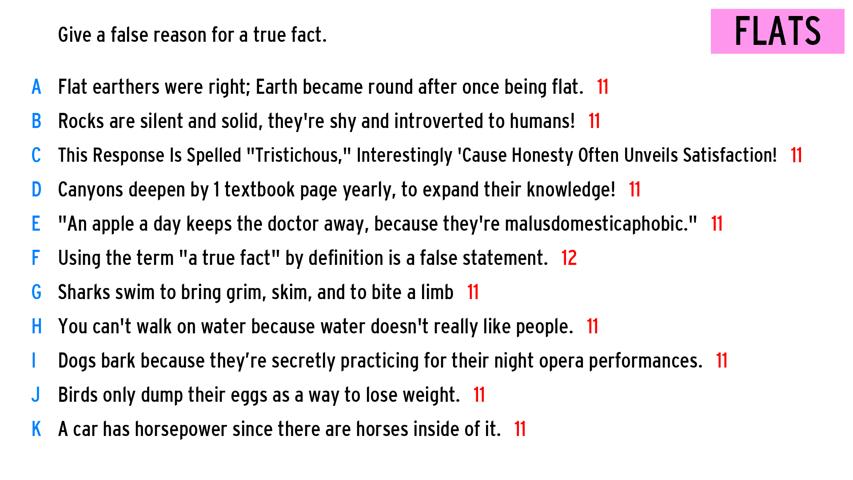 Give a false reason for a true fact.
FLATS
A Flat earthers were right; Earth became round after once being flat. 11
B Rocks are silent and solid, they're shy and introverted to humans! 11
C This Response Is Spelled "Tristichous," Interestingly 'Cause Honesty Often Unveils Satisfaction! 11
D Canyons deepen by 1 textbook page yearly, to expand their knowledge! 11
E "An apple a day keeps the doctor away, because they're malusdomesticaphobic." 11
F Using the term "a true fact" by definition is a false statement. 12
G Sharks swim to bring grim, skim, and to bite a limb 11
H You can't walk on water because water doesn't really like people. 11
I Dogs bark because they’re secretly practicing for their night opera performances. 11
J Birds only dump their eggs as a way to lose weight. 11
K A car has horsepower since there are horses inside of it. 11